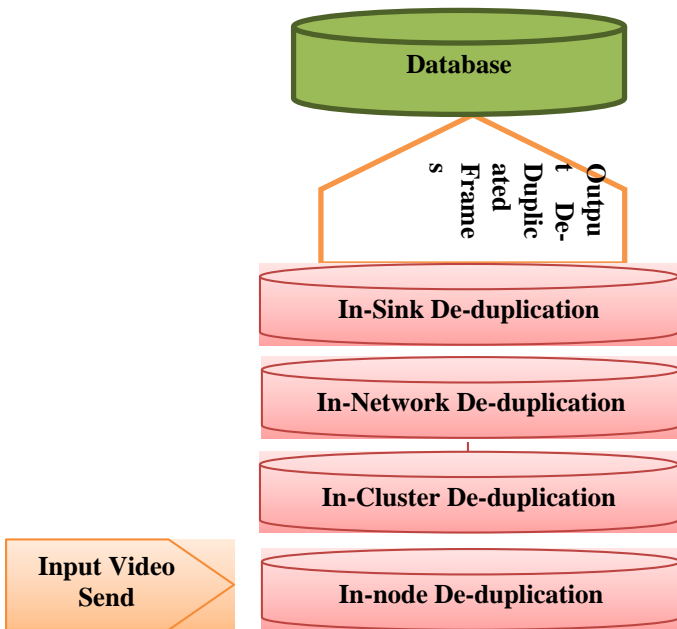 Database
Outpu
t De-
Duplic
ated
Frame
s
In-Sink De-duplication
In-Network De-duplication
In-Cluster De-duplication
Input Video
Send
In-node De-duplication